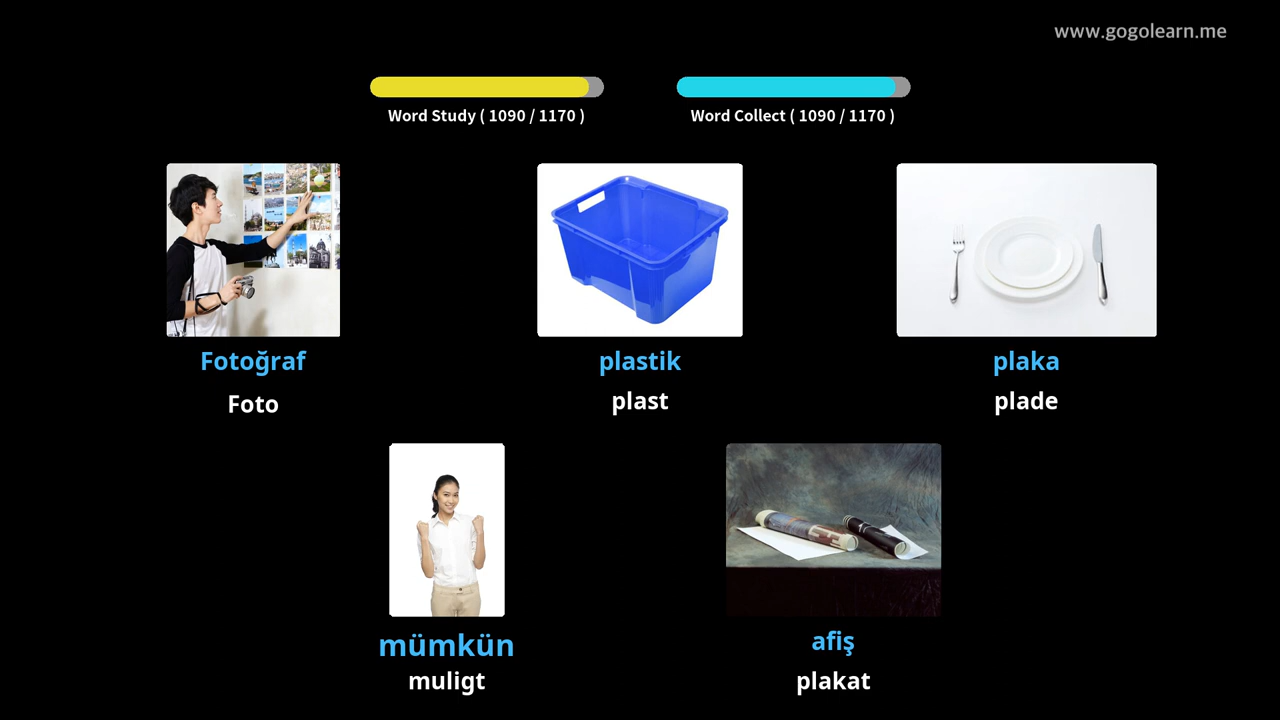 www.gogolearn.me
Word Study ( 1090 / 1170 )
Word Collect ( 1090 / 1170 )
Fotoğraf
Foto
plastik
plast
plaka
plade
mümkün
muligt
afiş
plakat